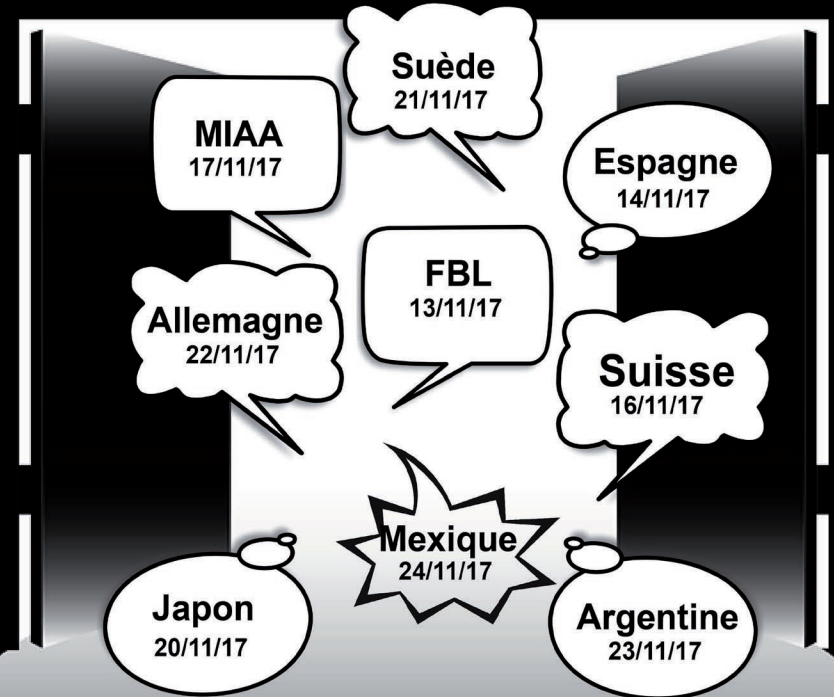 Suède
21/11/17
MIAA
17/11/17
Espagne
14/11/17
FBL
13/11/17
Allemagne
22/11/17
Suisse
16/11/17
Mexique
24/11/17
Japon
20/11/17
Argentine
23/11/17